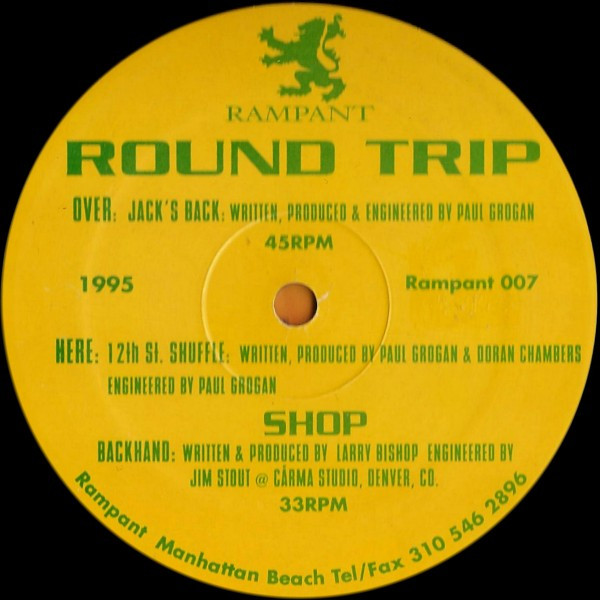 RAMPANT
ROUND TRIP
OVER: JACK'S BACK: WRITTEN, PRODUCED & ENGINEERED BY PAUL GROGAN
45RPM
1995 Rampant 007
HERE: 12th St. SHUFFLE: WRITTEN, PRODUCED BY PAUL GROGAN & DORAN CHAMBERS
ENGINEERED BY PAUL GROGAN
SHOP
BACKHAND: WRITTEN & PRODUCED BY LARRY BISHOP ENGINEERED BY
JIM STOUT @ CÂRMA STUDIO, DENVER, CO.
33RPM
Rampant Manhattan Beach Tel/Fax 310 546 2896